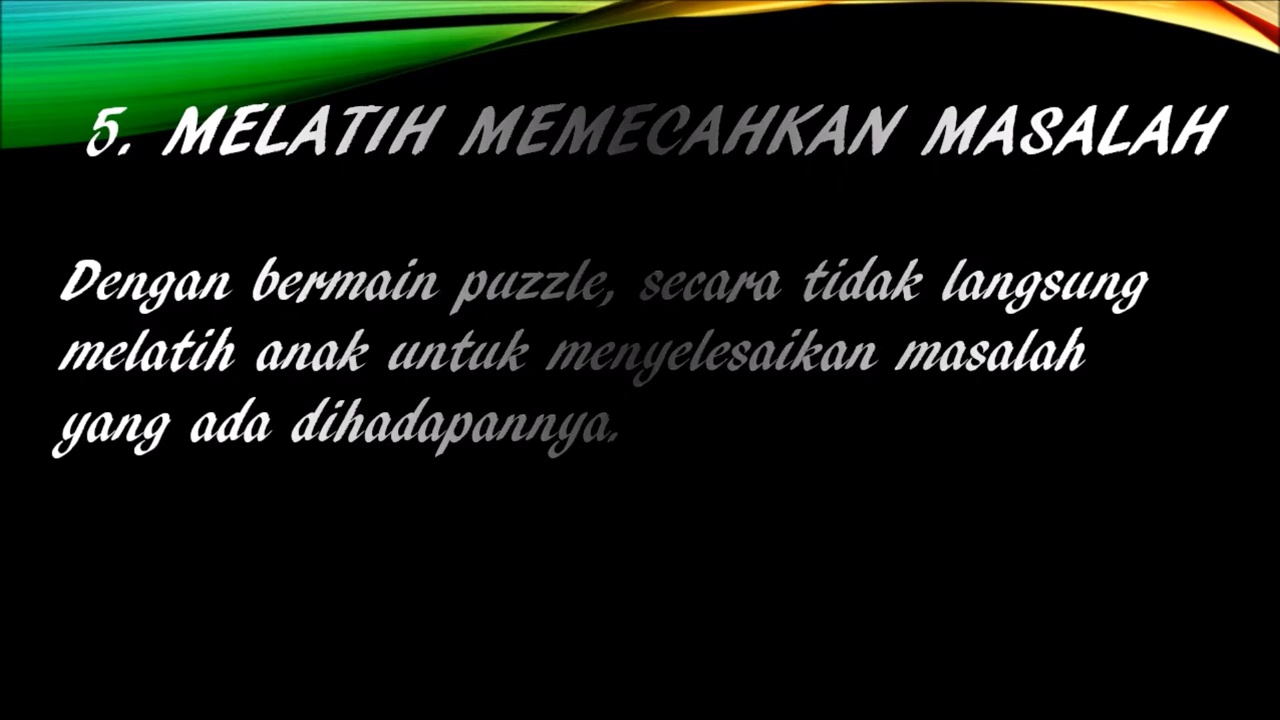 5. MELATIH MEMECAHKAN MASALAH
Dengan bermain puzzle, secara tidak langsung
melatih anak untuk menyelesaikan masalah
yang ada dihadapannya.